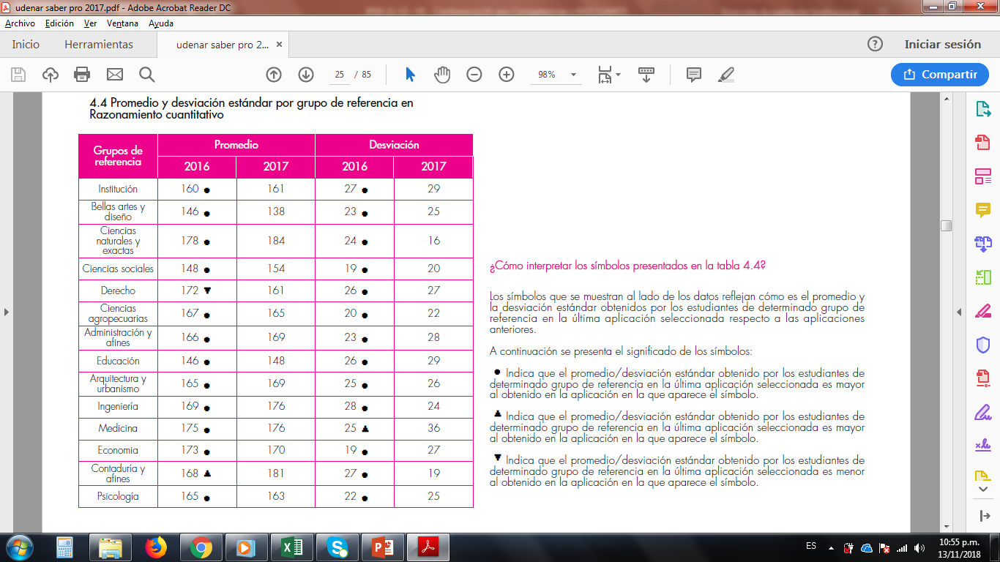 udenar saber pro 2017.pdf - Adobe Acrobat Reader DC
Archivo Edición Ver Ventana Ayuda
Inicio Herramientas udenar saber pro 2... × Iniciar sesión
25 / 85 98% Compartir
4.4 Promedio y desviación estándar por grupo de referencia en
Razonamiento cuantitativo
Grupos de referencia Promedio Desviación
2016 2017 2016 2017
Institución 160 ● 161 27 ● 29
Bellas artes y diseño 146 ● 138 23 ● 25
Ciencias naturales y exactas 178 ● 184 24 ● 16
Ciencias sociales 148 ● 154 19 ● 20
Derecho 172 ▼ 161 26 ● 27
Ciencias agropecuarias 167 ● 165 20 ● 22
Administración y afines 166 ● 169 23 ● 28
Educación 146 ● 148 26 ● 29
Arquitectura y urbanismo 165 ● 169 25 ● 26
Ingeniería 169 ● 176 28 ● 24
Medicina 175 ● 176 25 ▲ 36
Economia 173 ● 170 19 ● 27
Contaduría y afines 168 ▲ 181 27 ● 19
Psicología 165 ● 163 22 ● 25
¿Cómo interpretar los símbolos presentados en la tabla 4.4?
Los símbolos que se muestran al lado de los datos reflejan cómo es el promedio y
la desviación estándar obtenidos por los estudiantes de determinado grupo de
referencia en la última aplicación seleccionada respecto a las aplicaciones
anteriores.
A continuación se presenta el significado de los símbolos:
● Indica que el promedio/desviación estándar obtenido por los estudiantes de
determinado grupo de referencia en la última aplicación seleccionada es mayor
al obtenido en la aplicación en la que aparece el símbolo.
▲ Indica que el promedio/desviación estándar obtenido por los estudiantes de
determinado grupo de referencia en la última aplicación seleccionada es mayor
al obtenido en la aplicación en la que aparece el símbolo.
▼ Indica que el promedio/desviación estándar obtenido por los estudiantes de
determinado grupo de referencia en la última aplicación seleccionada es menor
al obtenido en la aplicación en la que aparece el símbolo.
ES 10:55 p.m.
13/11/2018